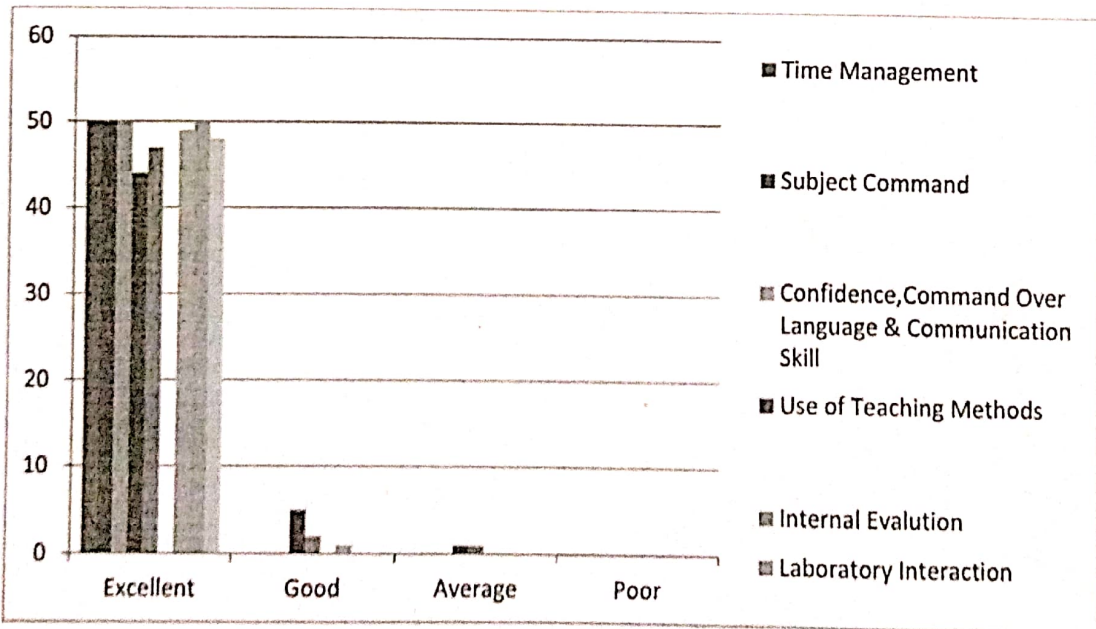 60
50
40
30
20
10
0
Excellent
Good
Average
Poor
Time Management
Subject Command
Confidence,Command Over
Language & Communication
Skill
Use of Teaching Methods
Internal Evalution
Laboratory Interaction